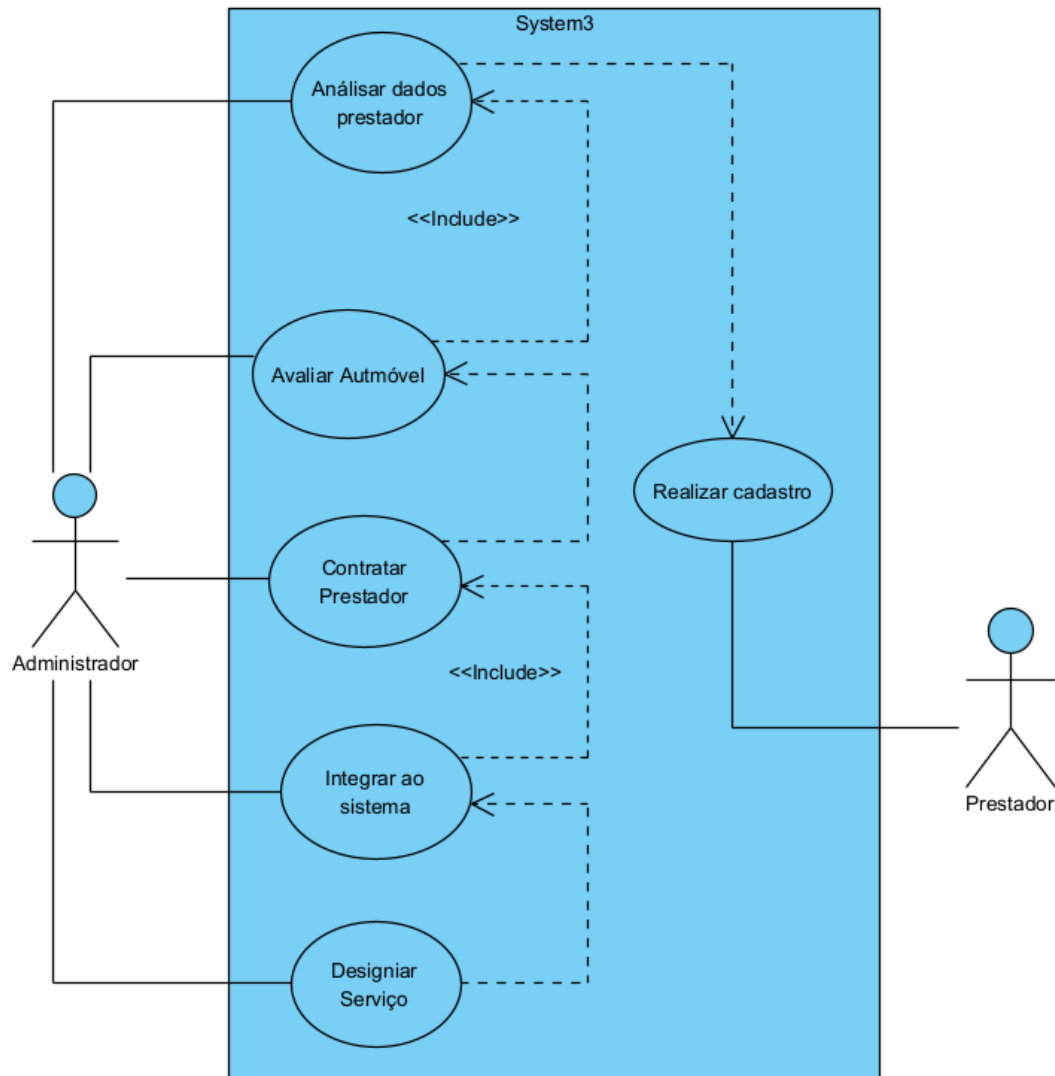 System3
Análisar dados
prestador
<<Include>>
Avaliar Autmóvel
Realizar cadastro
Contratar
Prestador
Administrador
<<Include>>
Integrar ao
sistema
Prestador
Designiar
Serviço